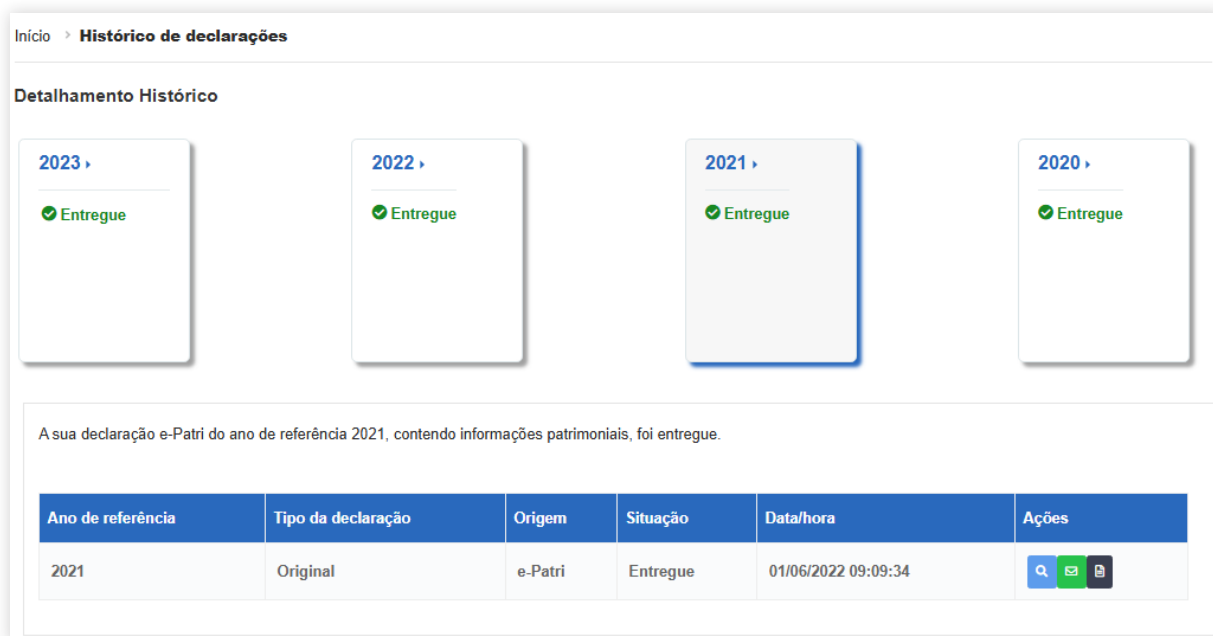 Início > Histórico de declarações
Detalhamento Histórico
2023 2022 2021 2020
Entregue Entregue Entregue Entregue
A sua declaração e-Patri do ano de referência 2021, contendo informações patrimoniais, foi entregue.
Ano de referência Tipo da declaração Origem Situação Data/hora Ações
2021 Original e-Patri Entregue 01/06/2022 09:09:34